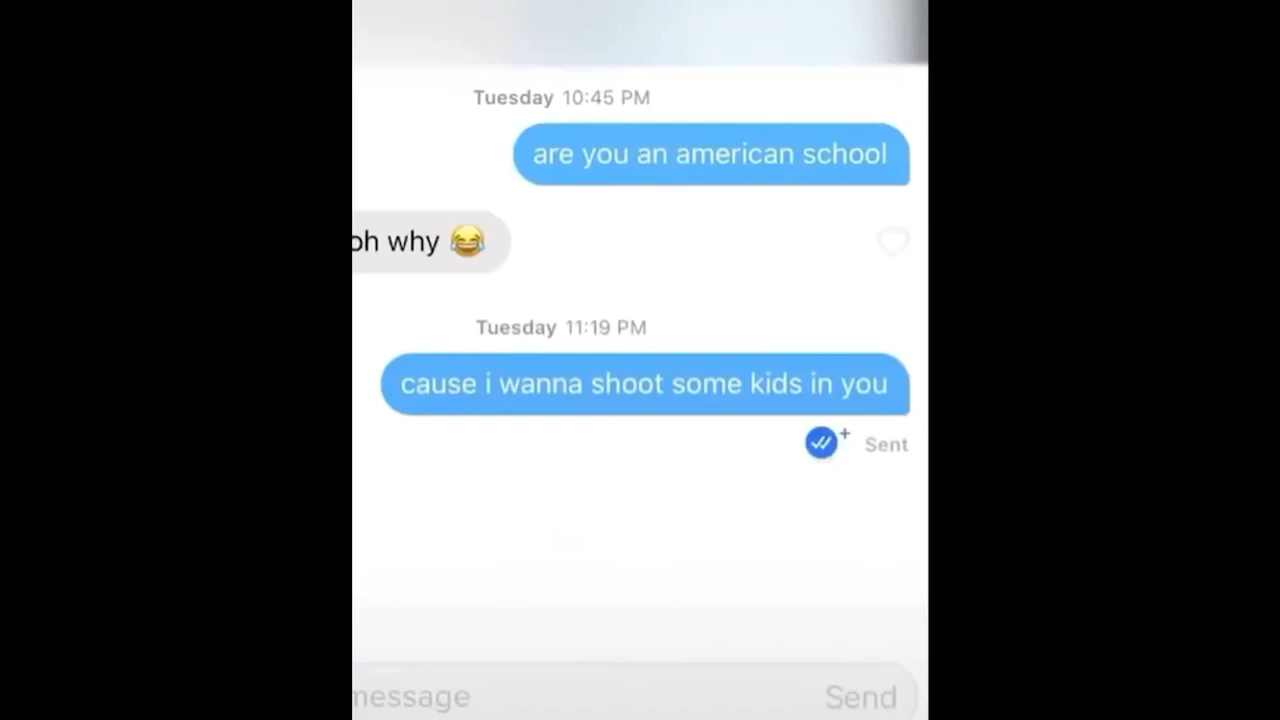 Tuesday 10:45 PM
are you an american school
oh why 😂
Tuesday 11:19 PM
cause i wanna shoot some kids in you
Sent
message Send